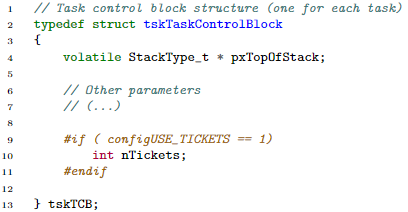 1 // Task control block structure (one for each task)
2 typedef struct tskTaskControlBlock
3 {
4     volatile StackType_t * pxTopOfStack;
5
6     // Other parameters
7     // (...)
8
9     #if ( configUSE_TICKETS == 1)
10         int nTickets;
11     #endif
12
13 } tskTCB;